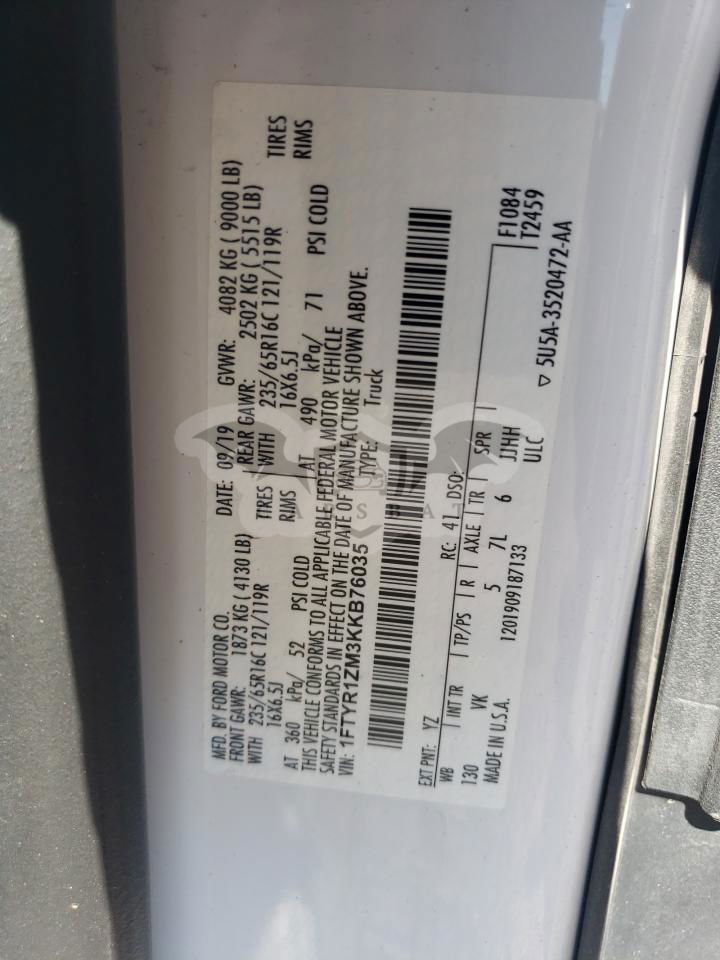 MFD. BY FORD MOTOR CO.
DATE: 09/19 GVWR: 4082 KG ( 9000 LB)
FRONT GAWR: 1873 KG ( 4130 LB) REAR GAWR: 2502 KG ( 5515 LB)
WITH 235/65R16C 121/119R TIRES WITH 235/65R16C 121/119R TIRES
16X6.5J RIMS 16X6.5J RIMS
AT 360 kPa/ 52 PSI COLD AT 490 kPa/ 71 PSI COLD
THIS VEHICLE CONFORMS TO ALL APPLICABLE FEDERAL MOTOR VEHICLE
SAFETY STANDARDS IN EFFECT ON THE DATE OF MANUFACTURE SHOWN ABOVE.
VIN: 1FTYR1ZM3KKB76035 TYPE: Truck
EXT PNT: YZ RC: 41 DSO:
WB INT TR TP/PS R AXLE TR SPR
130 VK 5 7L 6 JJHH
F1084
T2459
MADE IN U.S.A. 1201909187133 ULC
▽ 5U5A-3520472-AA